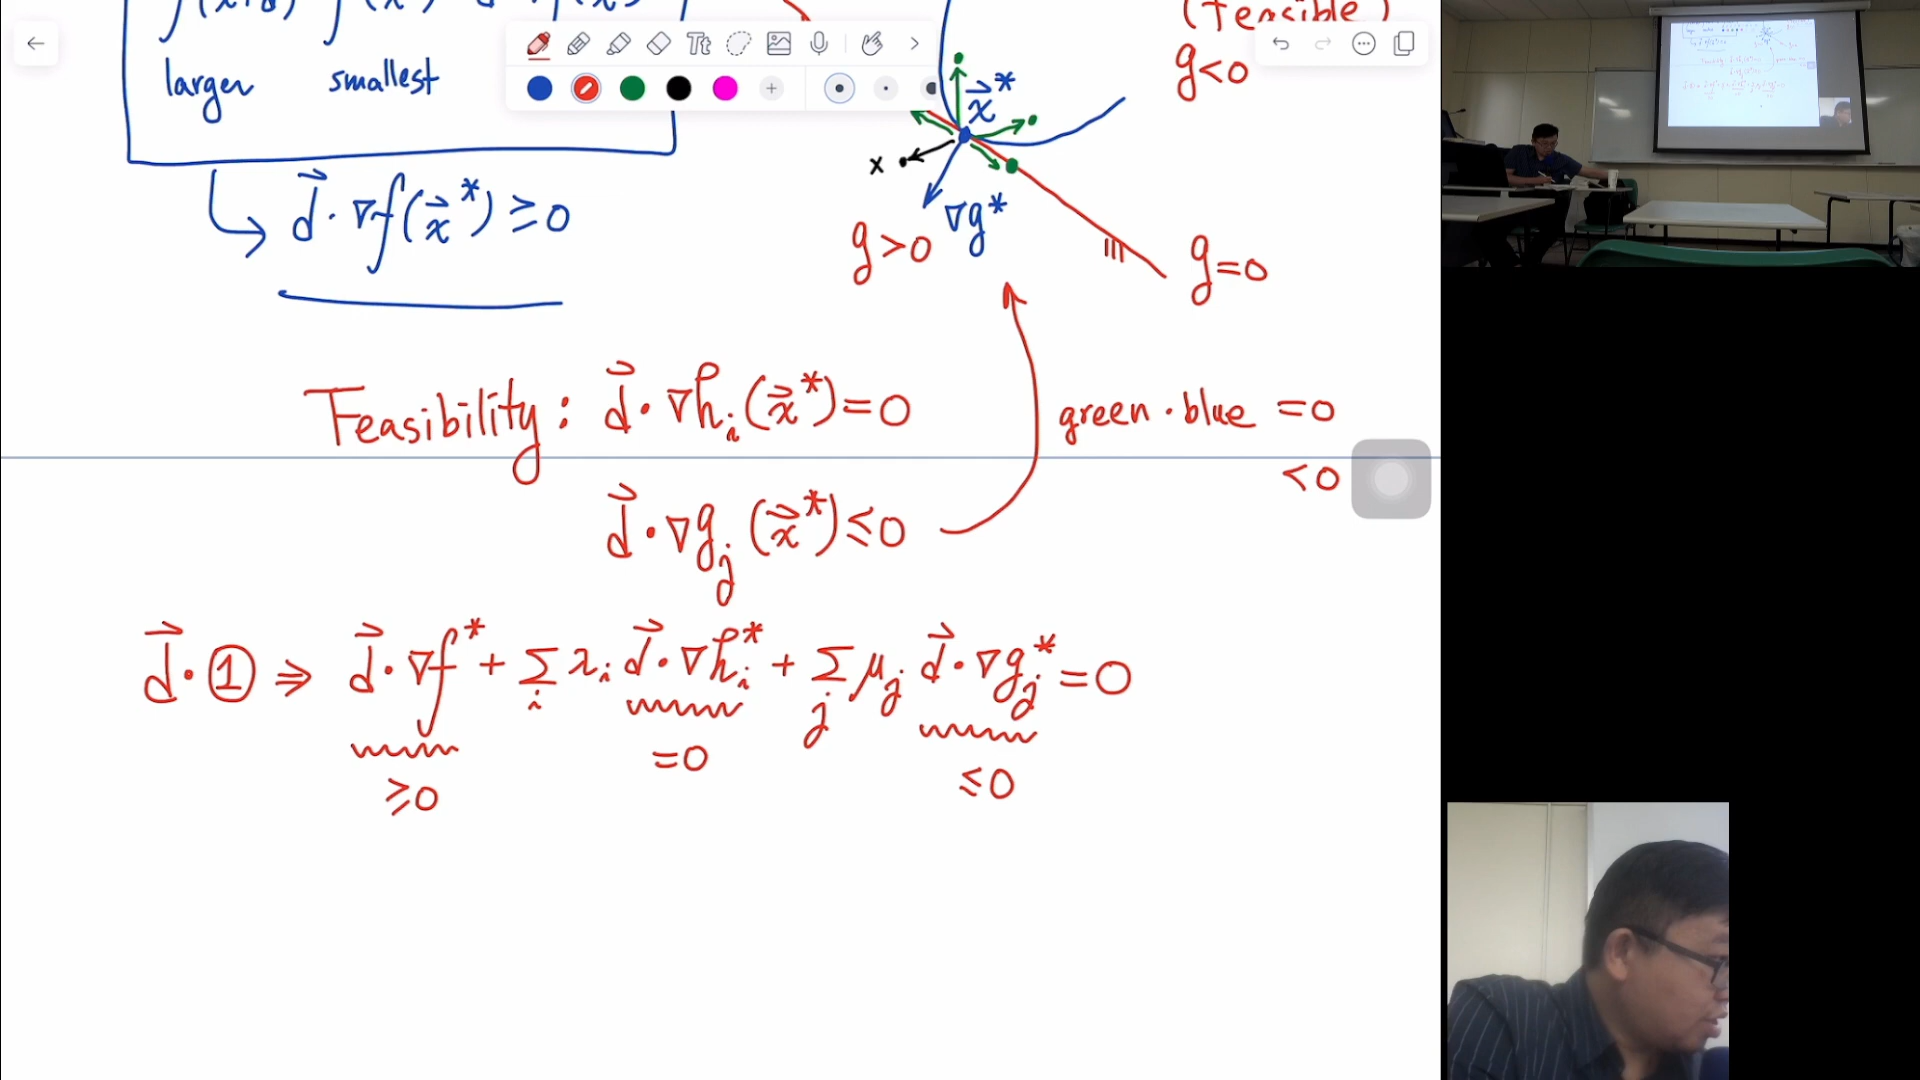 larger smallest
(feasible)
g<0
x⃗*
x
∇g*
d⃗·∇f(x⃗*)≥0
g>0
g=0
Feasibility: d⃗·∇hᵢ(x⃗*)=0
green·blue =0
<0
d⃗·∇gⱼ(x⃗*)≤0
d⃗·① ⇒ d⃗·∇f* + Σᵢ λᵢ d⃗·∇hᵢ* + Σⱼ μⱼ d⃗·∇gⱼ* = 0
≥0 =0 ≤0
Tt